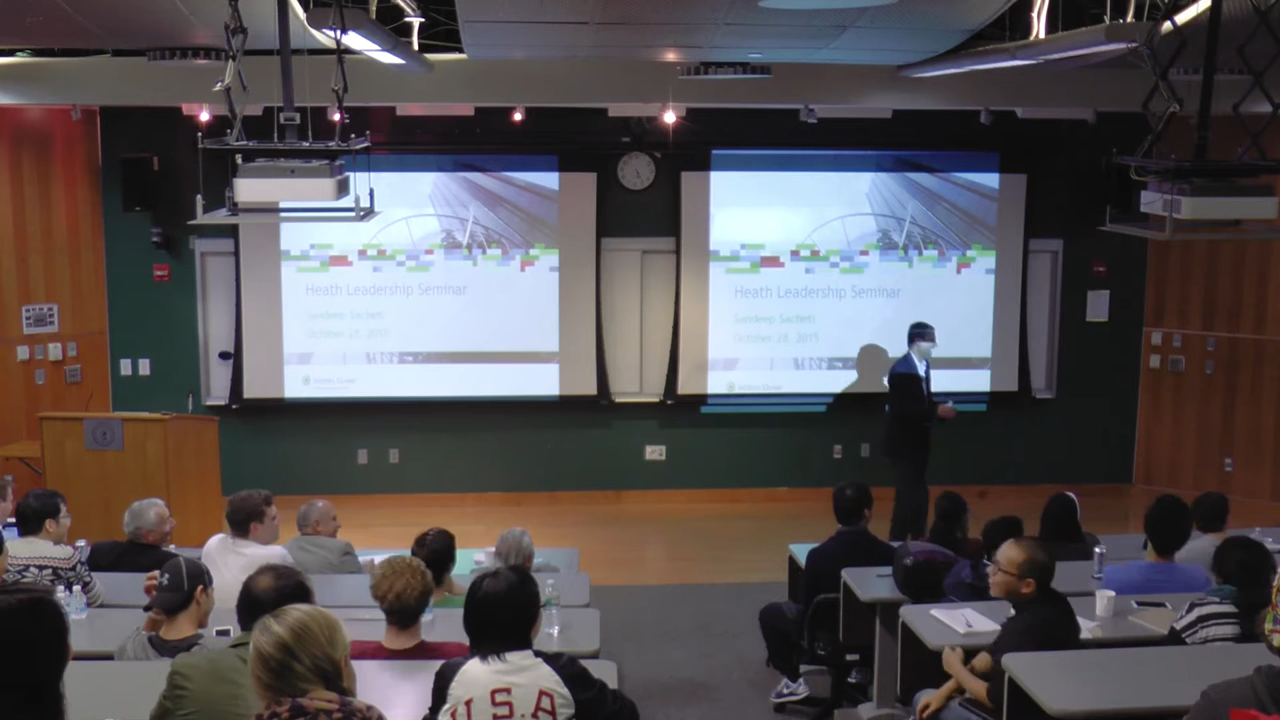 Heath Leadership Seminar
Sandeep Sacheti
October 28, 2015
Heath Leadership Seminar
Sandeep Sacheti
October 28, 2015
U.S.A